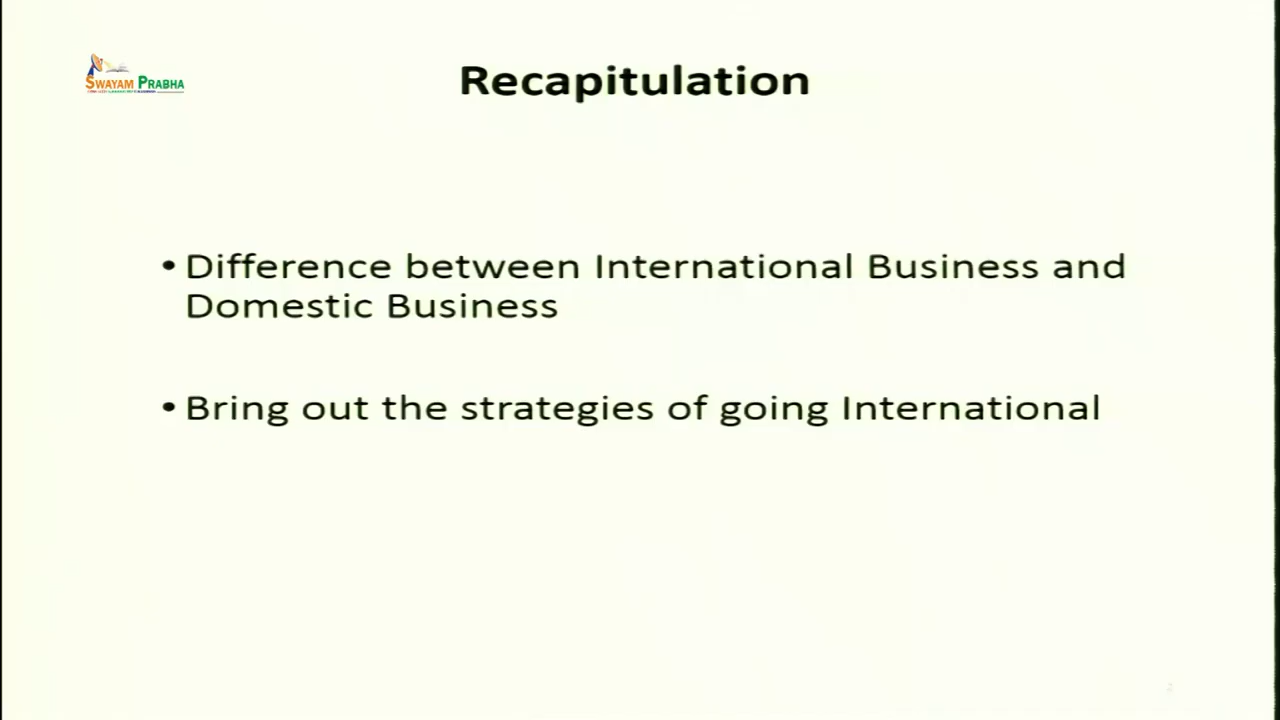 SWAYAM PRABHA
Recapitulation
• Difference between International Business and
Domestic Business
• Bring out the strategies of going International